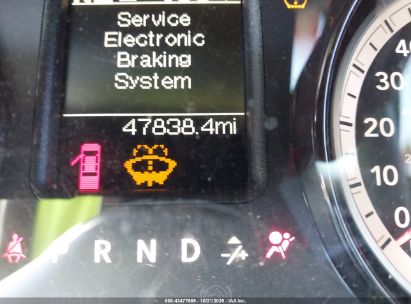 Service
Electronic
Braking
System
47838.4mi
40
30
20
10
0
P R N D